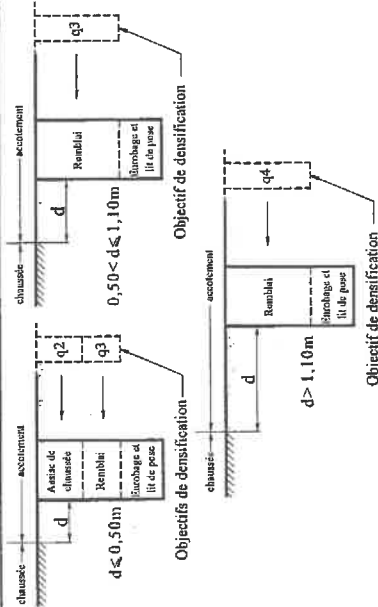 chaussée
accotement
d
Assise de
chaussée
Remblai
Enrobage et
lit de pose
q2
q3
d⩽0,50m
Objectifs de densification
chaussée
accotement
d
Remblai
Enrobage et
lit de pose
q3
0,50<d⩽1,10m
Objectif de densification
chaussée
accotement
d
Remblai
Enrobage et
lit de pose
q4
d>1,10m
Objectif de densification